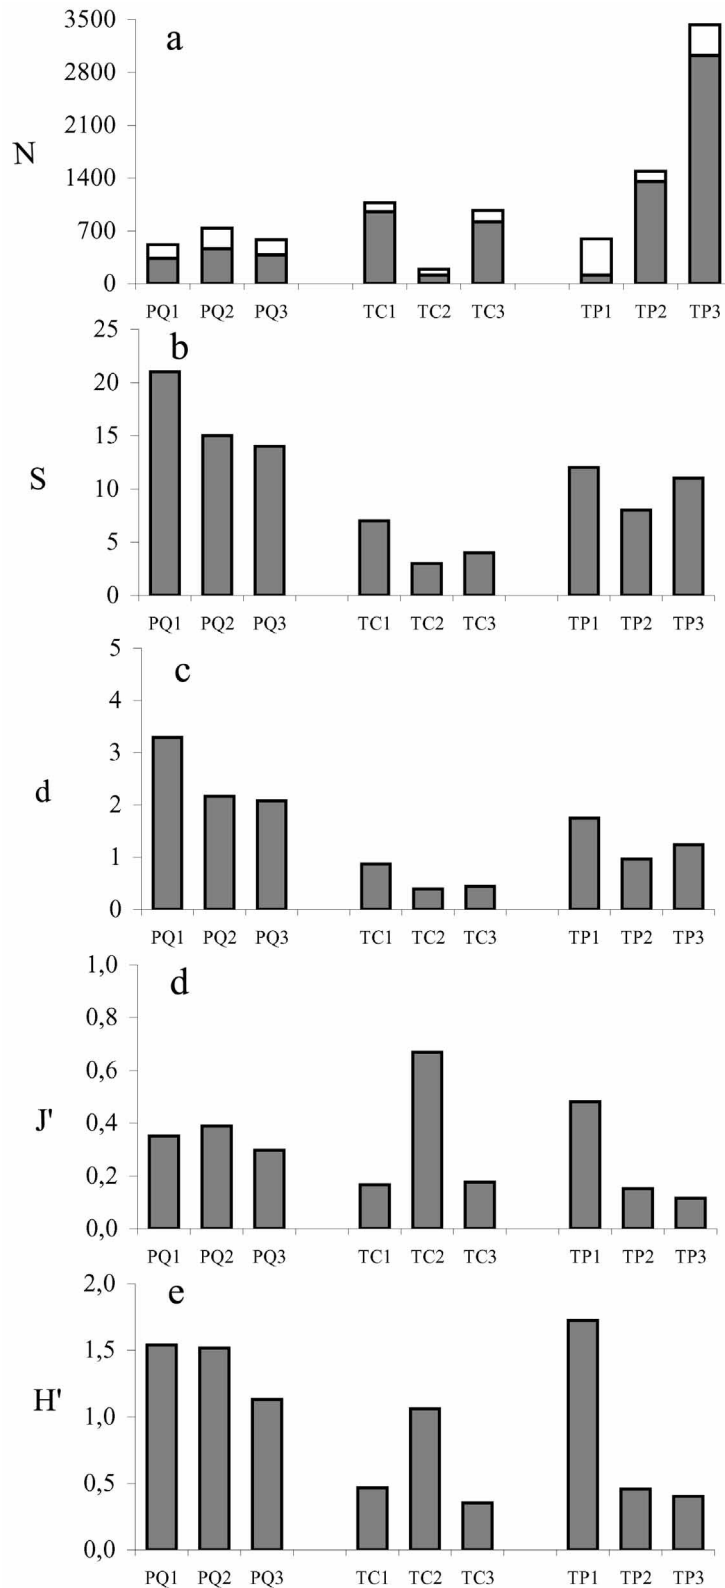 a
N
3500
2800
2100
1400
700
0
PQ1 PQ2 PQ3 TC1 TC2 TC3 TP1 TP2 TP3
b
S
25
20
15
10
5
0
PQ1 PQ2 PQ3 TC1 TC2 TC3 TP1 TP2 TP3
c
d
5
4
3
2
1
0
PQ1 PQ2 PQ3 TC1 TC2 TC3 TP1 TP2 TP3
d
J'
1,0
0,8
0,6
0,4
0,2
0,0
PQ1 PQ2 PQ3 TC1 TC2 TC3 TP1 TP2 TP3
e
H'
2,0
1,5
1,0
0,5
0,0
PQ1 PQ2 PQ3 TC1 TC2 TC3 TP1 TP2 TP3